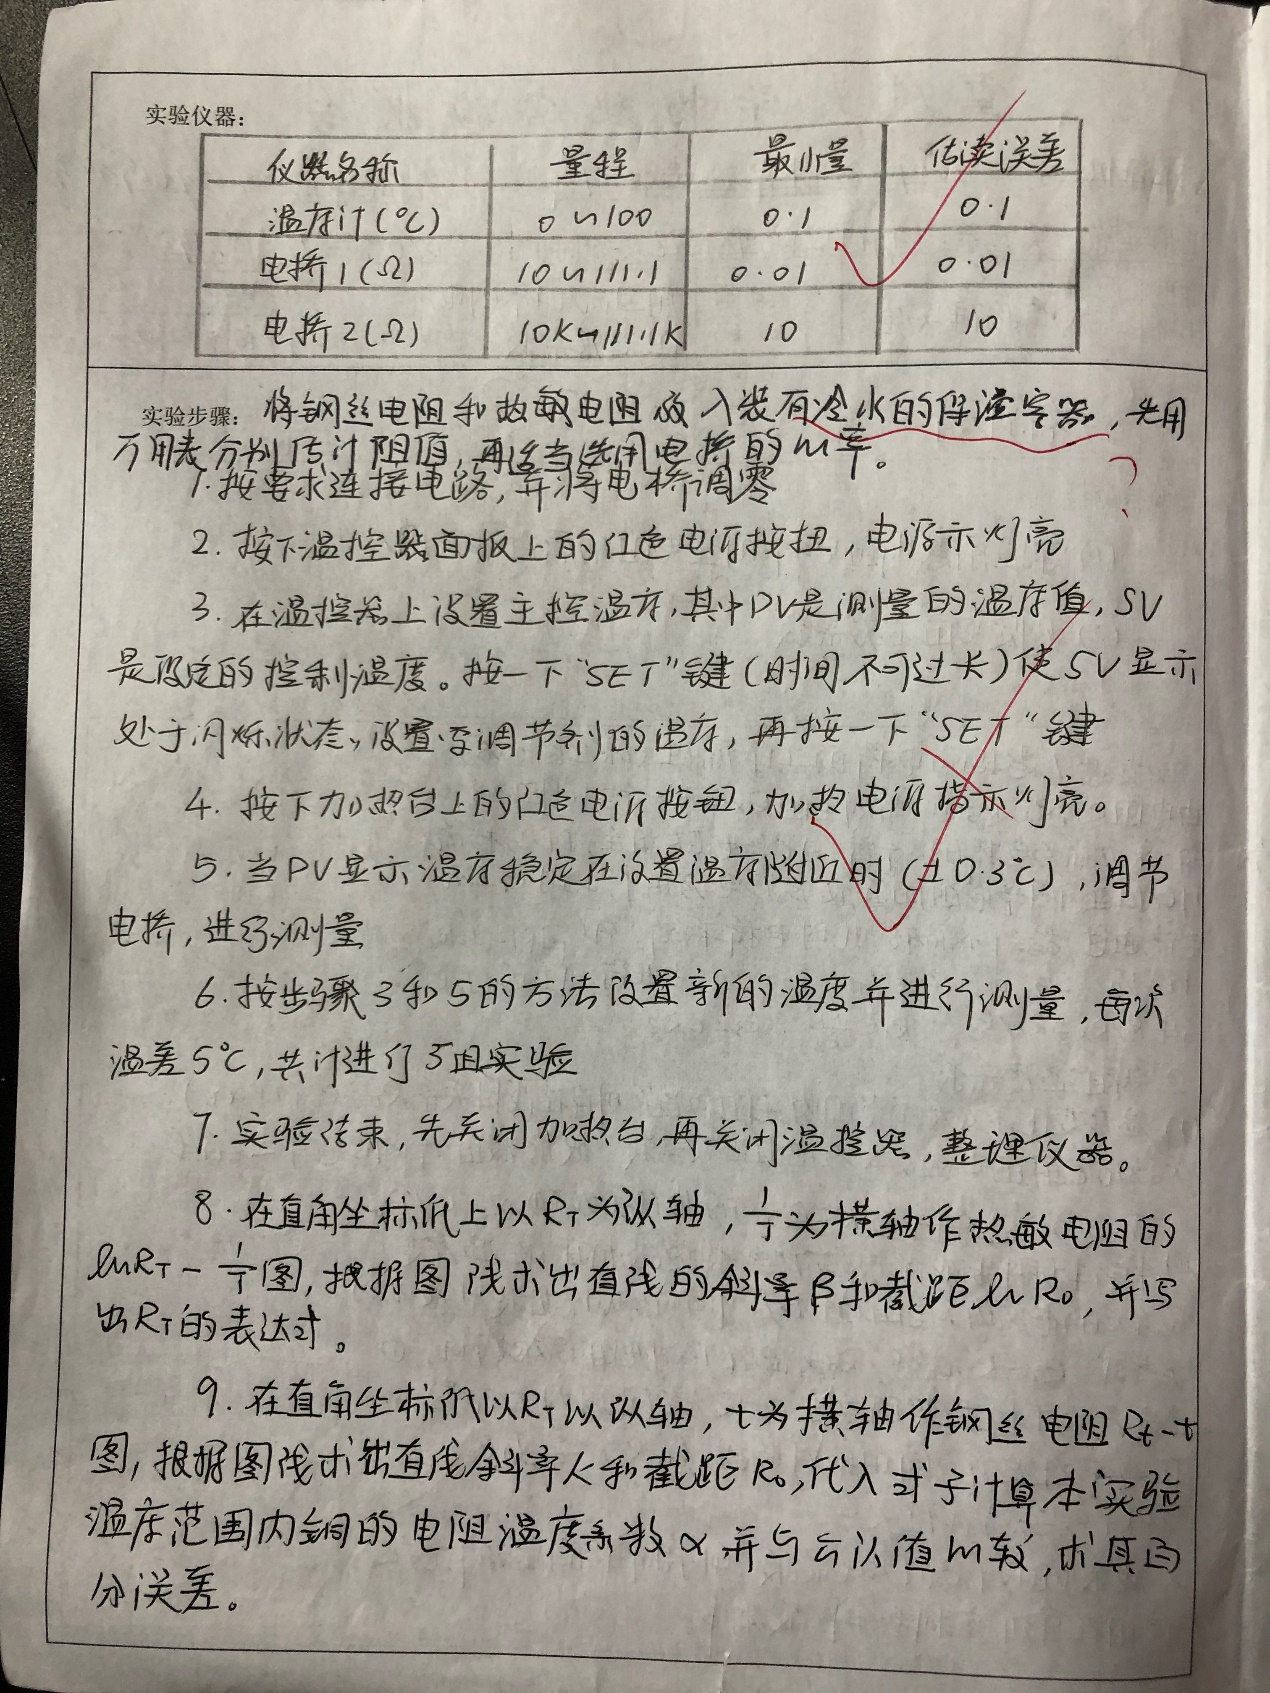 实验仪器：
仪器名称 量程 最小量 估读误差
温度计(℃) 0~100 0.1 0.1
电桥1(Ω) 10~111.1 0.01 0.01
电桥2(Ω) 10K~111.1K 10 10
实验步骤： 将铜丝电阻和热敏电阻放入装有冷水的保温容器，先用
万用表分别估计阻值，再适当选用电桥的比率。
1.按要求连接电路，并将电桥调零
2.按下温控器面板上的红色电源按扭，电源示灯亮
3.在温控器上设置主控温度，其中PV是测量的温度值，SV
是段定的控制温度。按一下“SET”键(时间不可过长)使SV显示
处于闪烁状态，设置要调节到的温度，再按一下“SET”键
4.按下加热台上的红色电源按钮，加热电源指示灯亮。
5.当PV显示温度稳定在设置温度附近时(±0.3℃)，调节
电桥，进行测量
6.按步骤3和5的方法设置新的温度并进行测量，每次
温差5℃，共计进行5组实验
7.实验结束，先关闭加热台，再关闭温控器，整理仪器。
8.在直角坐标纸上以R_T为纵轴，1/T为横轴作热敏电阻的
lnR_T－1/T图，根据图线求出直线的斜率β和截距lnR₀，并写
出R_T的表达式。
9.在直角坐标纸以R_T以纵轴，t为横轴作铜丝电阻R_t-t
图，根据图线求出直线斜率k和截距R₀，代入式子计算本实验
温度范围内铜的电阻温度系数α并与公认值比较，求其百
分误差。